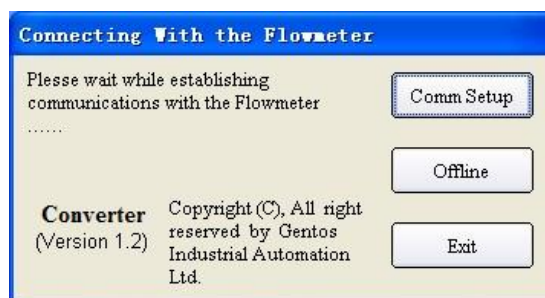 Connecting With the Flowmeter
Plesse wait while establishing
communications with the Flowmeter
......
Comm Setup
Offline
Converter
(Version 1.2)
Copyright (C), All right
reserved by Gentos
Industrial Automation
Ltd.
Exit